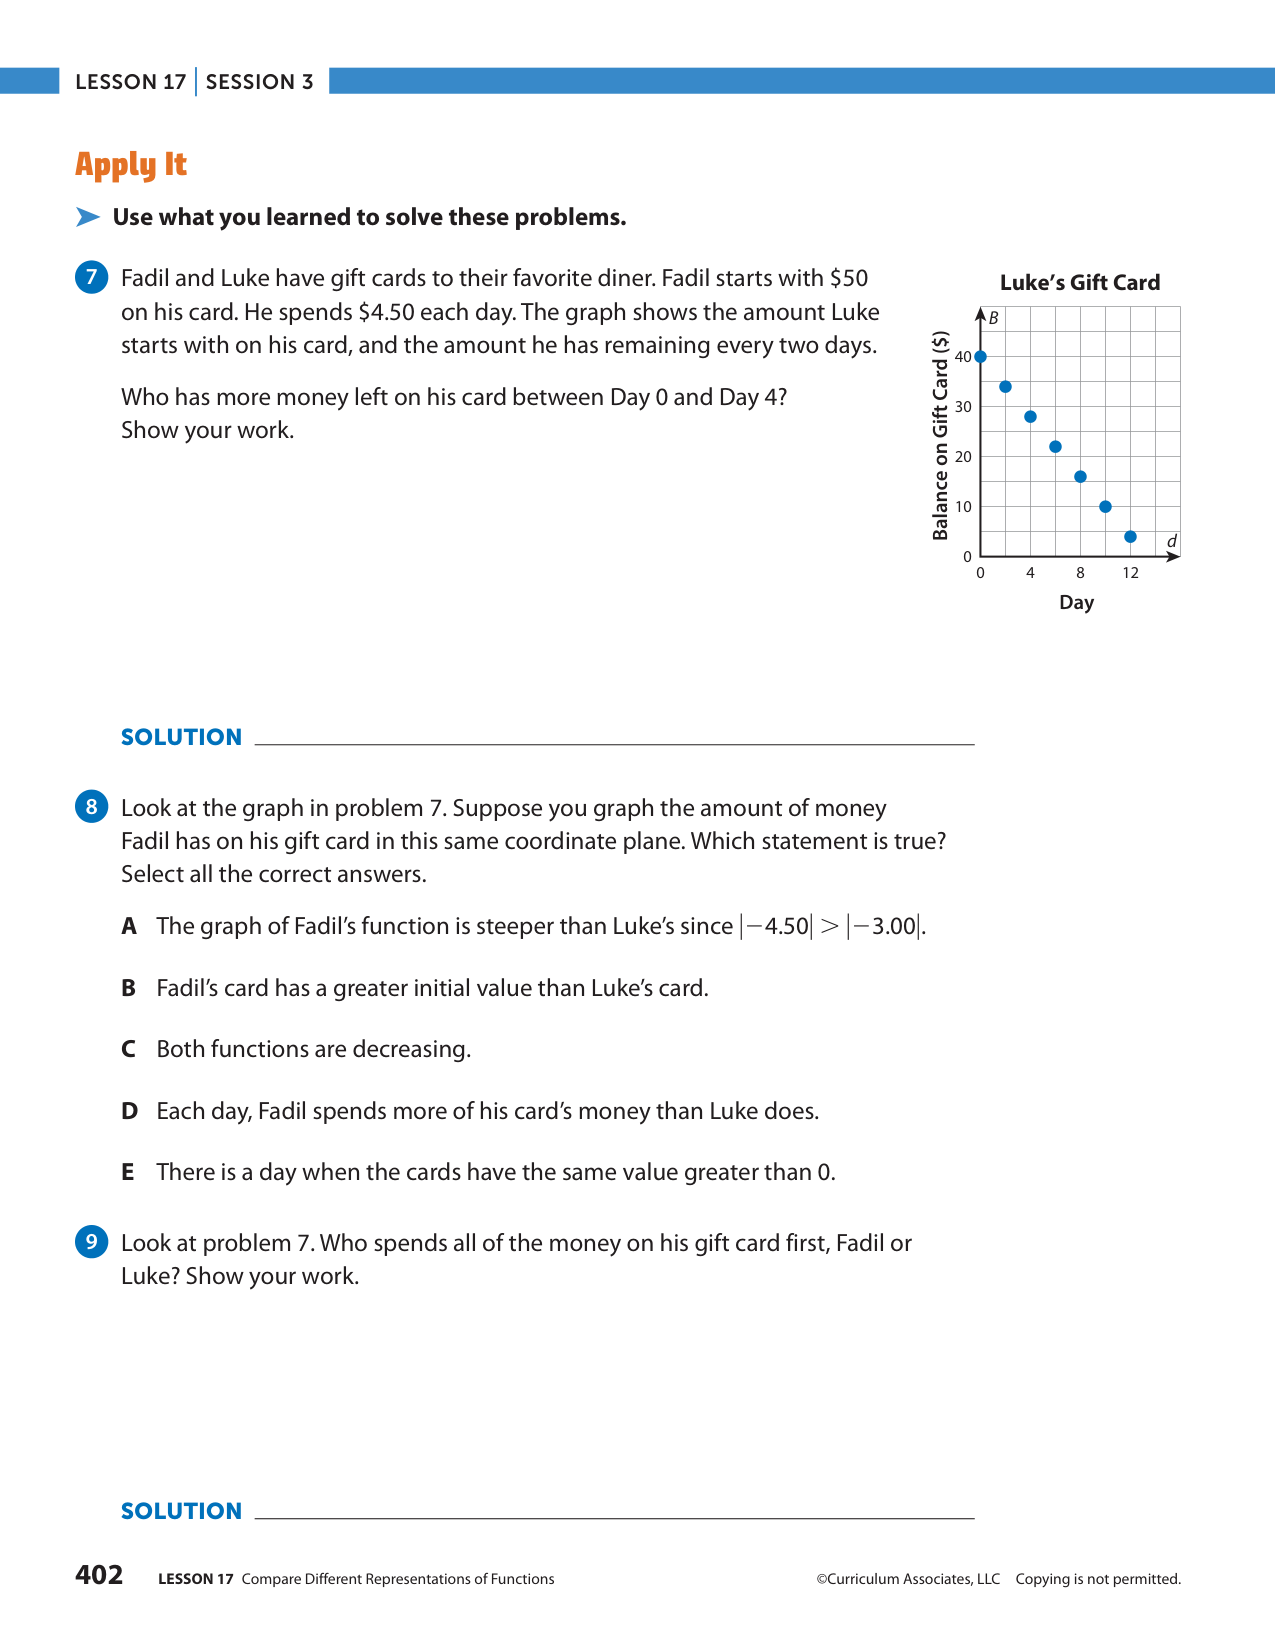 LESSON 17 | SESSION 3
Apply It
Use what you learned to solve these problems.
7 Fadil and Luke have gift cards to their favorite diner. Fadil starts with $50
on his card. He spends $4.50 each day. The graph shows the amount Luke
starts with on his card, and the amount he has remaining every two days.
Who has more money left on his card between Day 0 and Day 4?
Show your work.
Luke’s Gift Card
Balance on Gift Card ($)
B
40
30
20
10
0
d
0 4 8 12
Day
SOLUTION
8 Look at the graph in problem 7. Suppose you graph the amount of money
Fadil has on his gift card in this same coordinate plane. Which statement is true?
Select all the correct answers.
A The graph of Fadil’s function is steeper than Luke’s since |−4.50| > |−3.00|.
B Fadil’s card has a greater initial value than Luke’s card.
C Both functions are decreasing.
D Each day, Fadil spends more of his card’s money than Luke does.
E There is a day when the cards have the same value greater than 0.
9 Look at problem 7. Who spends all of the money on his gift card first, Fadil or
Luke? Show your work.
SOLUTION
402 LESSON 17 Compare Different Representations of Functions ©Curriculum Associates, LLC Copying is not permitted.